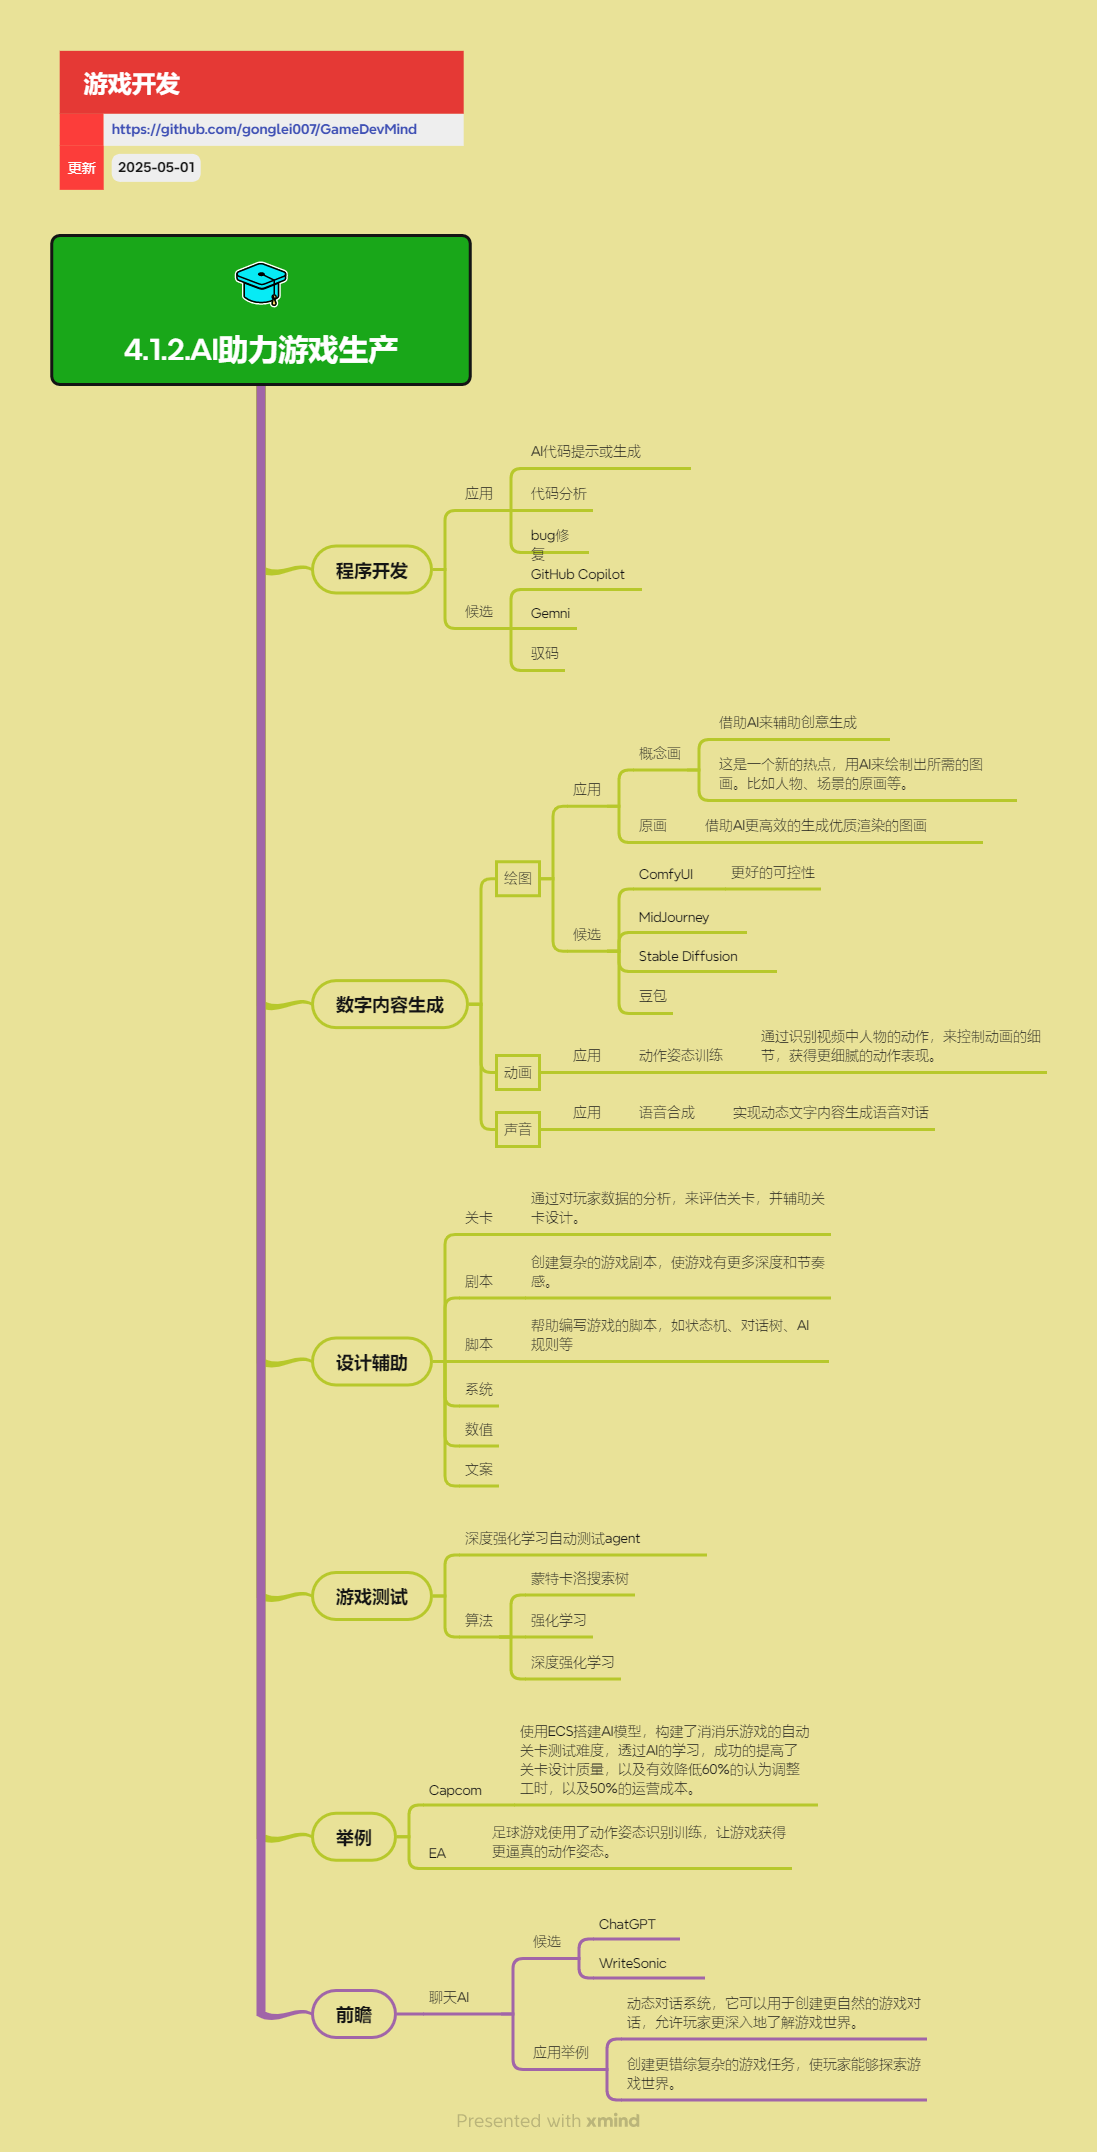 游戏开发
https://github.com/gonglei007/GameDevMind
更新
2025-05-01
4.1.2.AI助力游戏生产
程序开发
应用
AI代码提示或生成
代码分析
bug修
复
候选
GitHub Copilot
Gemni
驭码
数字内容生成
绘图
应用
概念画
借助AI来辅助创意生成
这是一个新的热点，用AI来绘制出所需的图
画。比如人物、场景的原画等。
原画
借助AI更高效的生成优质渲染的图画
候选
ComfyUI
更好的可控性
MidJourney
Stable Diffusion
豆包
动画
应用
动作姿态训练
通过识别视频中人物的动作，来控制动画的细
节，获得更细腻的动作表现。
声音
应用
语音合成
实现动态文字内容生成语音对话
设计辅助
关卡
通过对玩家数据的分析，来评估关卡，并辅助关
卡设计。
剧本
创建复杂的游戏剧本，使游戏有更多深度和节奏
感。
脚本
帮助编写游戏的脚本，如状态机、对话树、AI
规则等
系统
数值
文案
游戏测试
深度强化学习自动测试agent
算法
蒙特卡洛搜索树
强化学习
深度强化学习
举例
Capcom
使用ECS搭建AI模型，构建了消消乐游戏的自动
关卡测试难度，透过AI的学习，成功的提高了
关卡设计质量，以及有效降低60%的认为调整
工时，以及50%的运营成本。
EA
足球游戏使用了动作姿态识别训练，让游戏获得
更逼真的动作姿态。
前瞻
聊天AI
候选
ChatGPT
WriteSonic
应用举例
动态对话系统，它可以用于创建更自然的游戏对
话，允许玩家更深入地了解游戏世界。
创建更错综复杂的游戏任务，使玩家能够探索游
戏世界。
Presented with xmind